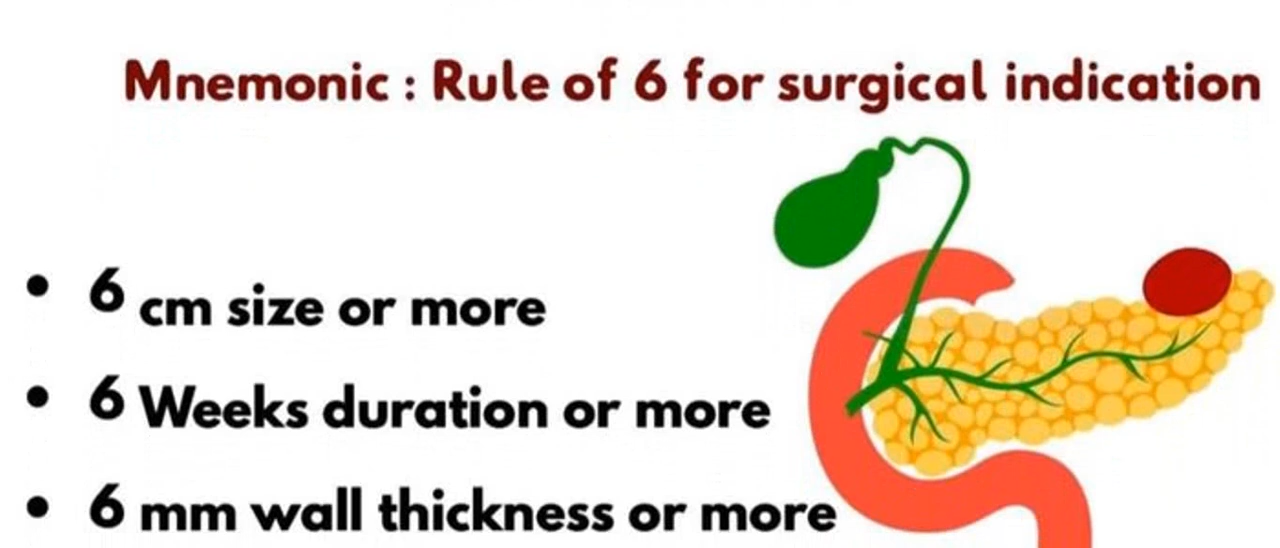 Mnemonic : Rule of 6 for surgical indication
• 6 cm size or more
• 6 Weeks duration or more
• 6 mm wall thickness or more